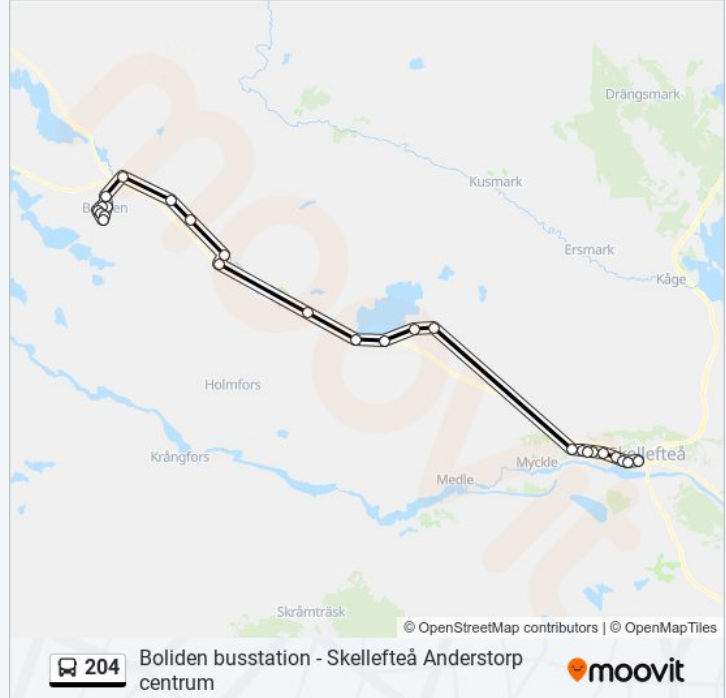 Drängsmark
Kusmark
Boliden
Ersmark
Kåge
Holmfors
Skellefteå
Krångfors
Myckle
Medle
Skråmträsk
moovit
© OpenStreetMap contributors | © OpenMapTiles
204
Boliden busstation - Skellefteå Anderstorp
centrum
moovit